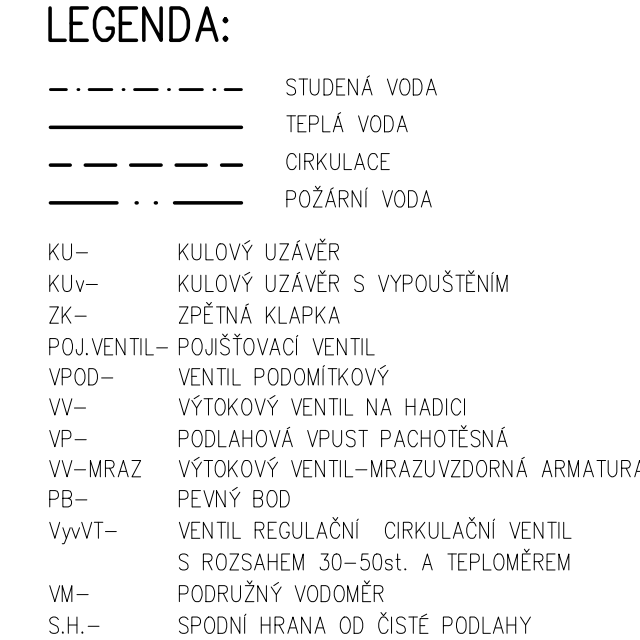 LEGENDA:
STUDENÁ VODA
TEPLÁ VODA
CIRKULACE
POŽÁRNÍ VODA
KU– KULOVÝ UZÁVĚR
KUv– KULOVÝ UZÁVĚR S VYPOUŠTĚNÍM
ZK– ZPĚTNÁ KLAPKA
POJ.VENTIL– POJIŠŤOVACÍ VENTIL
VPOD– VENTIL PODOMÍTKOVÝ
VV– VÝTOKOVÝ VENTIL NA HADICI
VP– PODLAHOVÁ VPUST PACHOTĚSNÁ
VV–MRAZ VÝTOKOVÝ VENTIL–MRAZUVZDORNÁ ARMATURA
PB– PEVNÝ BOD
VyvVT– VENTIL REGULAČNÍ CIRKULAČNÍ VENTIL
S ROZSAHEM 30–50st. A TEPLOMĚREM
VM– PODRUŽNÝ VODOMĚR
S.H.– SPODNÍ HRANA OD ČISTÉ PODLAHY